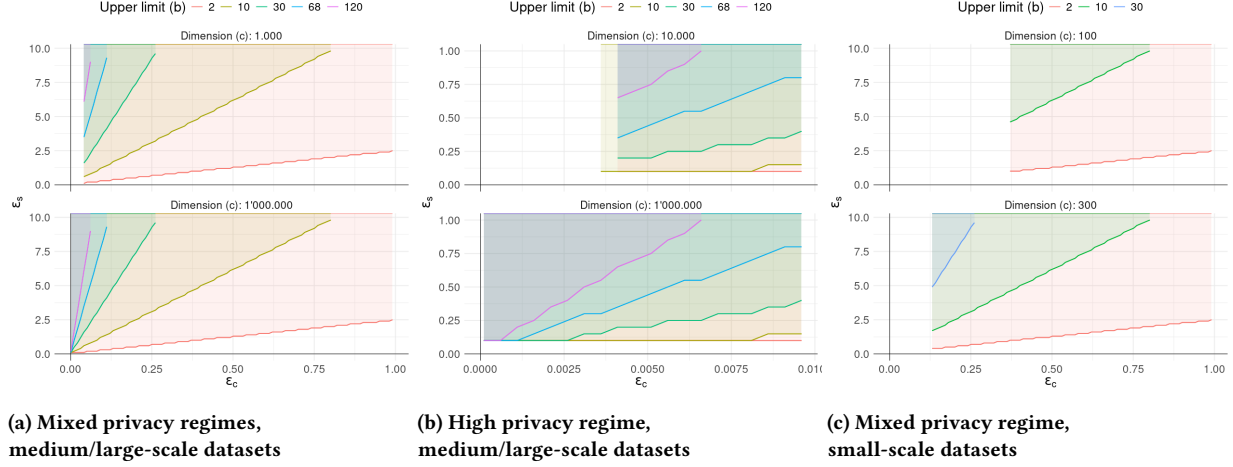 Upper limit (b) 2 10 30 68 120
Dimension (c): 1.000
10.0
7.5
5.0
2.5
0.0
Dimension (c): 1'000.000
10.0
7.5
5.0
2.5
0.0
0.00 0.25 0.50 0.75 1.00
εs
εc
(a) Mixed privacy regimes,
medium/large-scale datasets
Upper limit (b) 2 10 30 68 120
Dimension (c): 10.000
1.00
0.75
0.50
0.25
0.00
Dimension (c): 1'000.000
1.00
0.75
0.50
0.25
0.00
0.0000 0.0025 0.0050 0.0075 0.010
εs
εc
(b) High privacy regime,
medium/large-scale datasets
Upper limit (b) 2 10 30
Dimension (c): 100
10.0
7.5
5.0
2.5
0.0
Dimension (c): 300
10.0
7.5
5.0
2.5
0.0
0.00 0.25 0.50 0.75 1.00
εs
εc
(c) Mixed privacy regime,
small-scale datasets